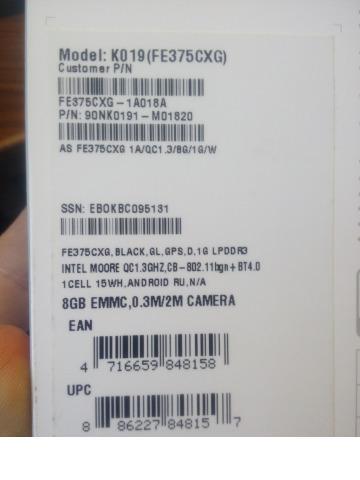 Model: K019(FE375CXG)
Customer P/N
FE375CXG-1A018A
P/N: 90NK0191-M01820
AS FE375CXG 1A/QC1.3/8G/1G/W
SSN: EBOKBC095131
FE375CXG,BLACK,GL,GPS,D,1G LPDDR3
INTEL MOORE QC1.3GHZ,CB-802.11bgn+BT4.0
1CELL 15WH,ANDROID RU,N/A
8GB EMMC,0.3M/2M CAMERA
EAN
4 716659 848158
UPC
8 86227 84815 7